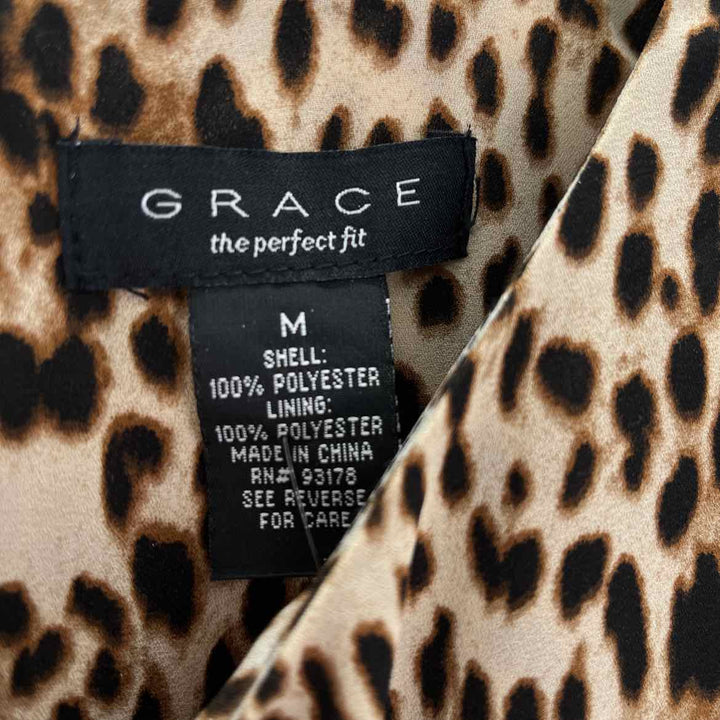 GRACE
the perfect fit
M
SHELL:
100% POLYESTER
LINING:
100% POLYESTER
MADE IN CHINA
RN# 93178
SEE REVERSE
FOR CARE